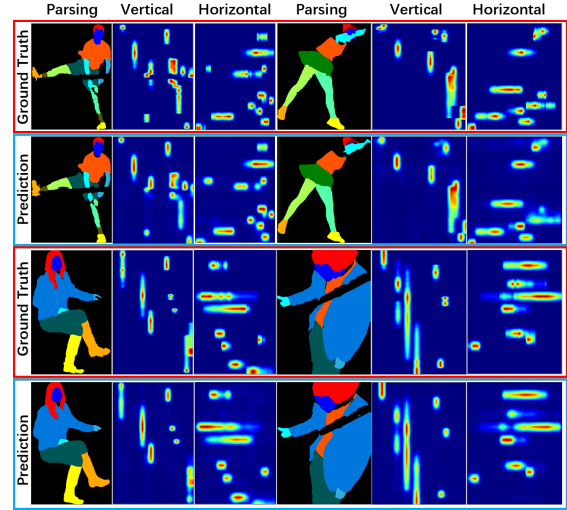 Parsing Vertical Horizontal Parsing Vertical Horizontal
Ground Truth
Prediction
Ground Truth
Prediction